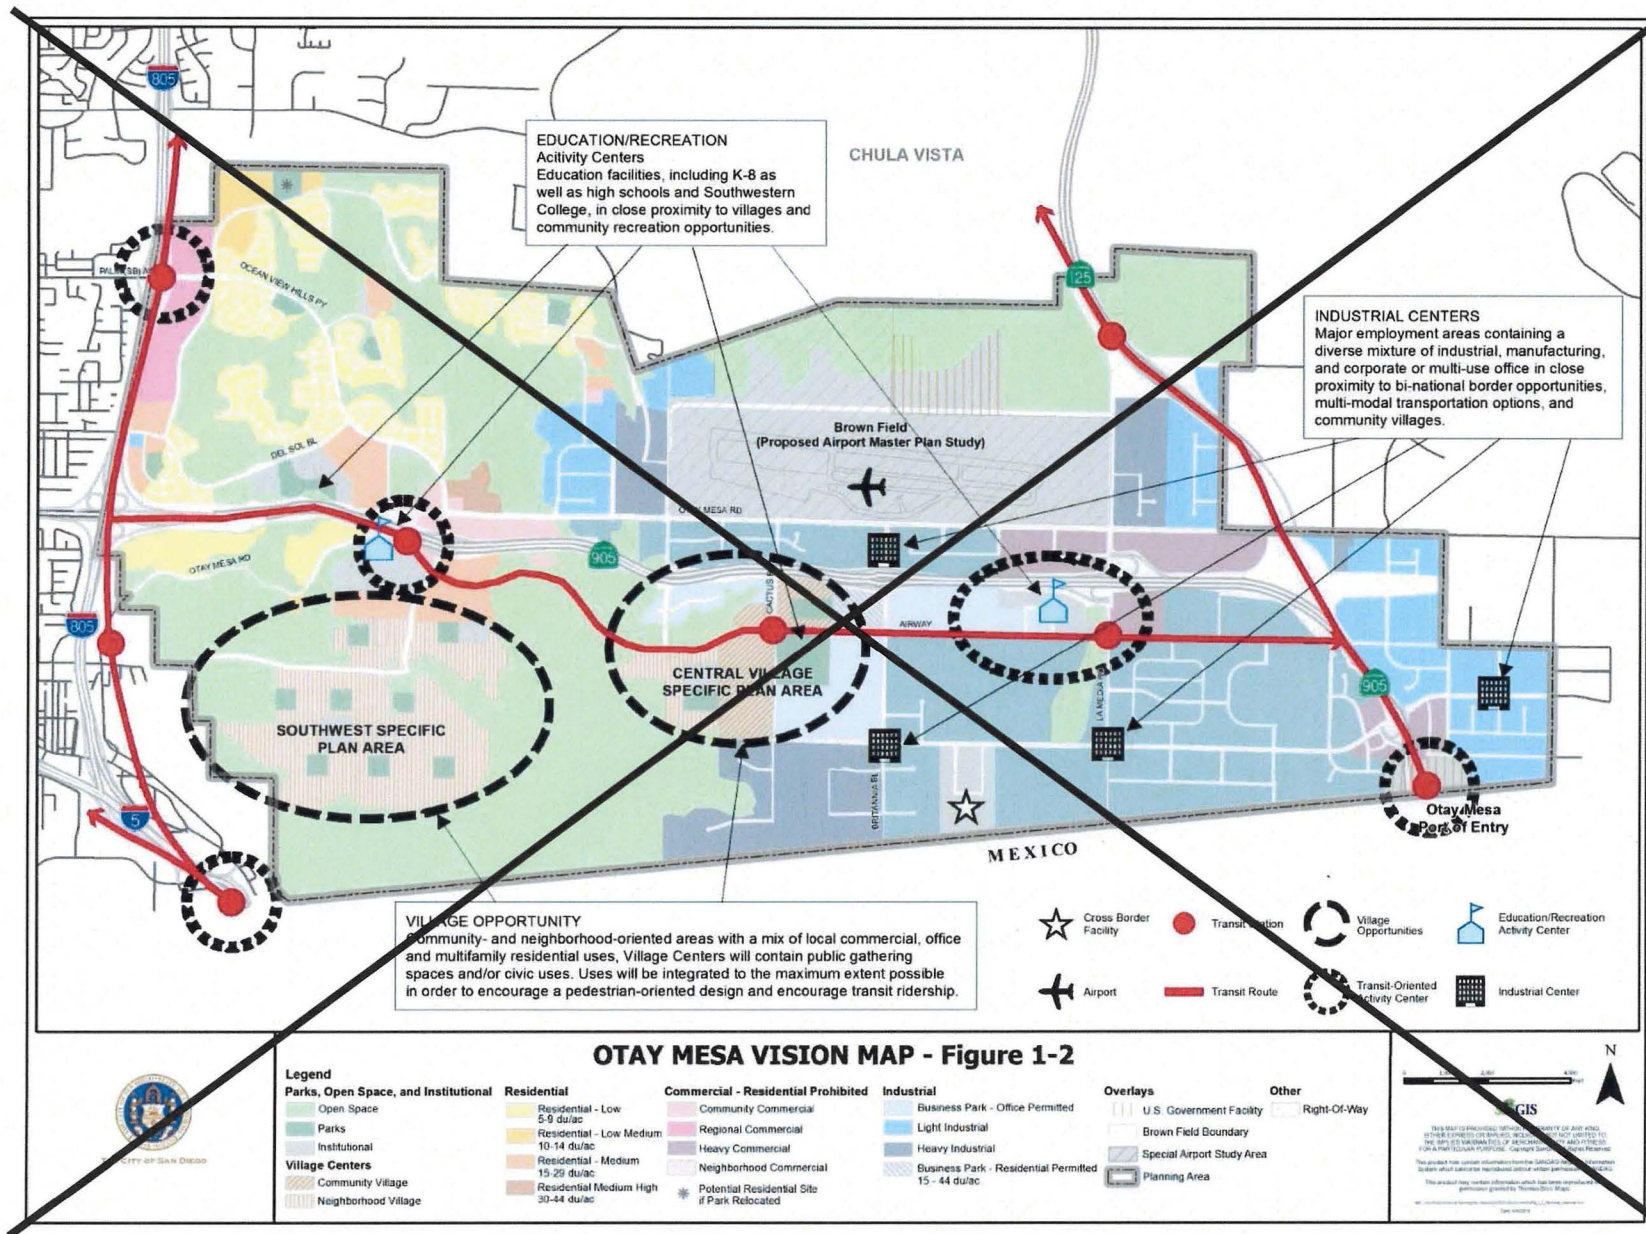 805
EDUCATION/RECREATION
Acitivity Centers
Education facilities, including K-8 as
well as high schools and Southwestern
College, in close proximity to villages and
community recreation opportunities.
CHULA VISTA
OCEAN VIEW HILLS PY
125
INDUSTRIAL CENTERS
Major employment areas containing a
diverse mixture of industrial, manufacturing,
and corporate or multi-use office in close
proximity to bi-national border opportunities,
multi-modal transportation options, and
community villages.
Brown Field
(Proposed Airport Master Plan Study)
DEL SOL BL
OTAY MESA RD
OTAY MESA RD
905
AIRWAY
805
CENTRAL VILLAGE
SPECIFIC PLAN AREA
LA MEDIA
905
SOUTHWEST SPECIFIC
PLAN AREA
BRITANNIA BL
5
Otay Mesa
Port of Entry
MEXICO
VILLAGE OPPORTUNITY
Community- and neighborhood-oriented areas with a mix of local commercial, office
and multifamily residential uses, Village Centers will contain public gathering
spaces and/or civic uses. Uses will be integrated to the maximum extent possible
in order to encourage a pedestrian-oriented design and encourage transit ridership.
Cross Border
Facility
Transit Station
Village
Opportunities
Education/Recreation
Activity Center
Airport
Transit Route
Transit-Oriented
Activity Center
Industrial Center
OTAY MESA VISION MAP - Figure 1-2
THE CITY OF SAN DIEGO
Legend
Parks, Open Space, and Institutional
Open Space
Parks
Institutional
Village Centers
Community Village
Neighborhood Village
Residential
Residential - Low
5-9 du/ac
Residential - Low Medium
10-14 du/ac
Residential - Medium
15-29 du/ac
Residential Medium High
30-44 du/ac
Commercial - Residential Prohibited
Community Commercial
Regional Commercial
Heavy Commercial
Neighborhood Commercial
Potential Residential Site
if Park Relocated
Industrial
Business Park - Office Permitted
Light Industrial
Heavy Industrial
Business Park - Residential Permitted
15 - 44 du/ac
Overlays
U.S. Government Facility
Brown Field Boundary
Special Airport Study Area
Planning Area
Other
Right-Of-Way
N
GIS